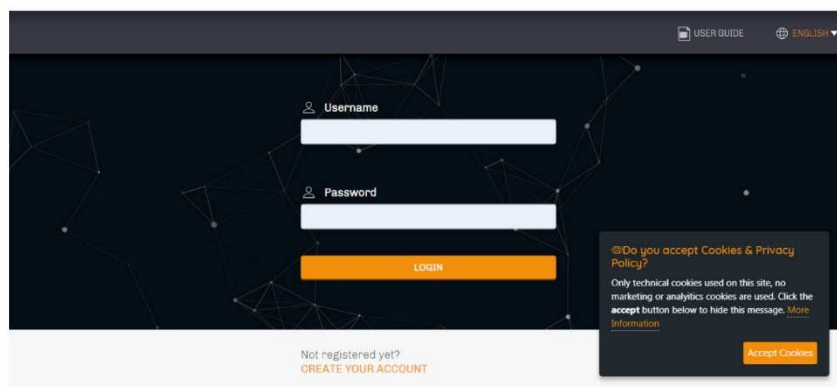 USER GUIDE
ENGLISH
Username
Password
LOGIN
Do you accept Cookies & Privacy
Policy?
Only technical cookies used on this site, no
marketing or analyitics cookies are used. Click the
accept button below to hide this message. More
Information
Accept Cookies
Not registered yet?
CREATE YOUR ACCOUNT